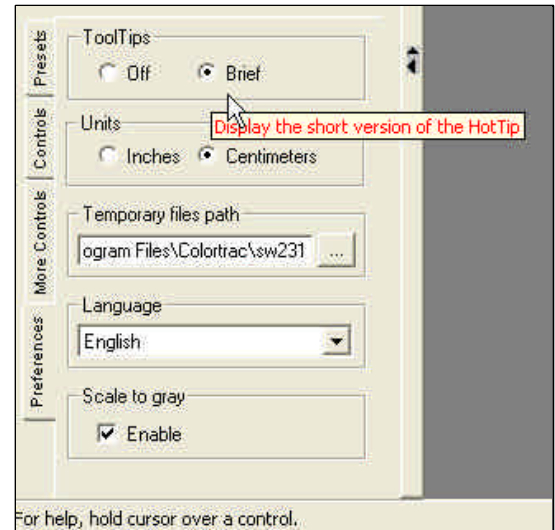 Presets
Controls
More Controls
Preferences
ToolTips
Off Brief
Display the short version of the HotTip
Units
Inches Centimeters
Temporary files path
ogram Files\Colortrac\sw231 ...
Language
English
Scale to gray
Enable
For help, hold cursor over a control.